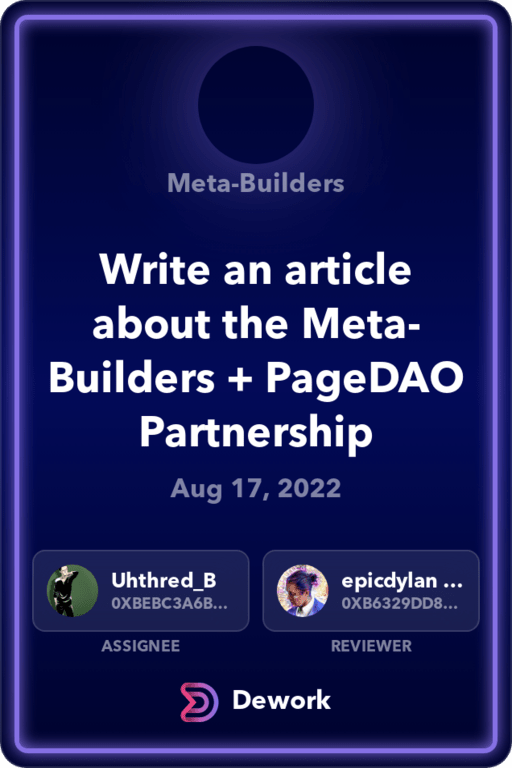 Meta-Builders
Write an article
about the Meta-
Builders + PageDAO
Partnership
Aug 17, 2022
Uhthred_B
0XBEBC3A6B...
epicdylan ...
0XB6329DD8...
ASSIGNEE
REVIEWER
Dework